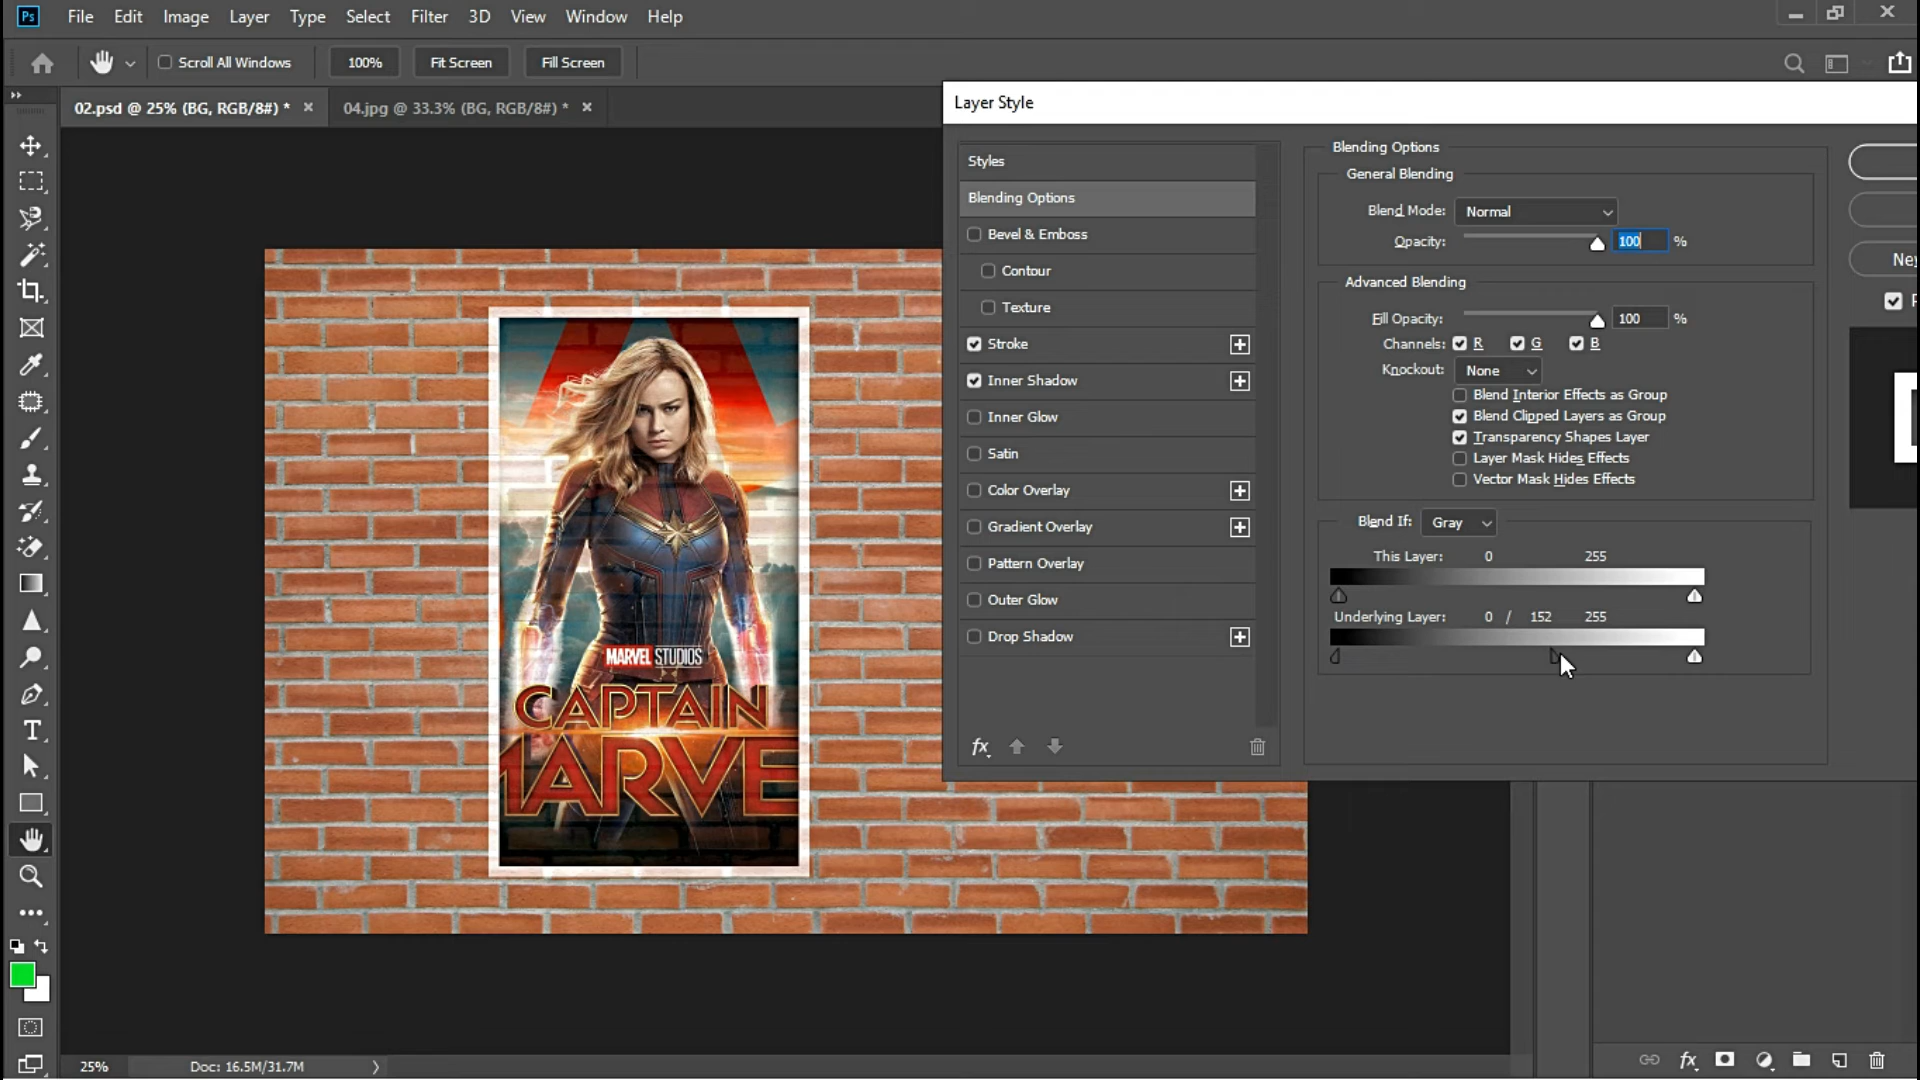 Ps File Edit Image Layer Type Select Filter 3D View Window Help
Scroll All Windows 100% Fit Screen Fill Screen
02.psd @ 25% (BG, RGB/8#) * × 04.jpg @ 33.3% (BG, RGB/8#) * ×
Layer Style
Styles
Blending Options
Bevel & Emboss
Contour
Texture
Stroke
Inner Shadow
Inner Glow
Satin
Color Overlay
Gradient Overlay
Pattern Overlay
Outer Glow
Drop Shadow
fx
Blending Options
General Blending
Blend Mode: Normal
Opacity: 100 %
Advanced Blending
Fill Opacity: 100 %
Channels: R G B
Knockout: None
Blend Interior Effects as Group
Blend Clipped Layers as Group
Transparency Shapes Layer
Layer Mask Hides Effects
Vector Mask Hides Effects
Blend If: Gray
This Layer: 0 255
Underlying Layer: 0 / 152 255
MARVEL STUDIOS
CAPTAIN
MARVE
T
25% Doc: 16.5M/31.7M
fx